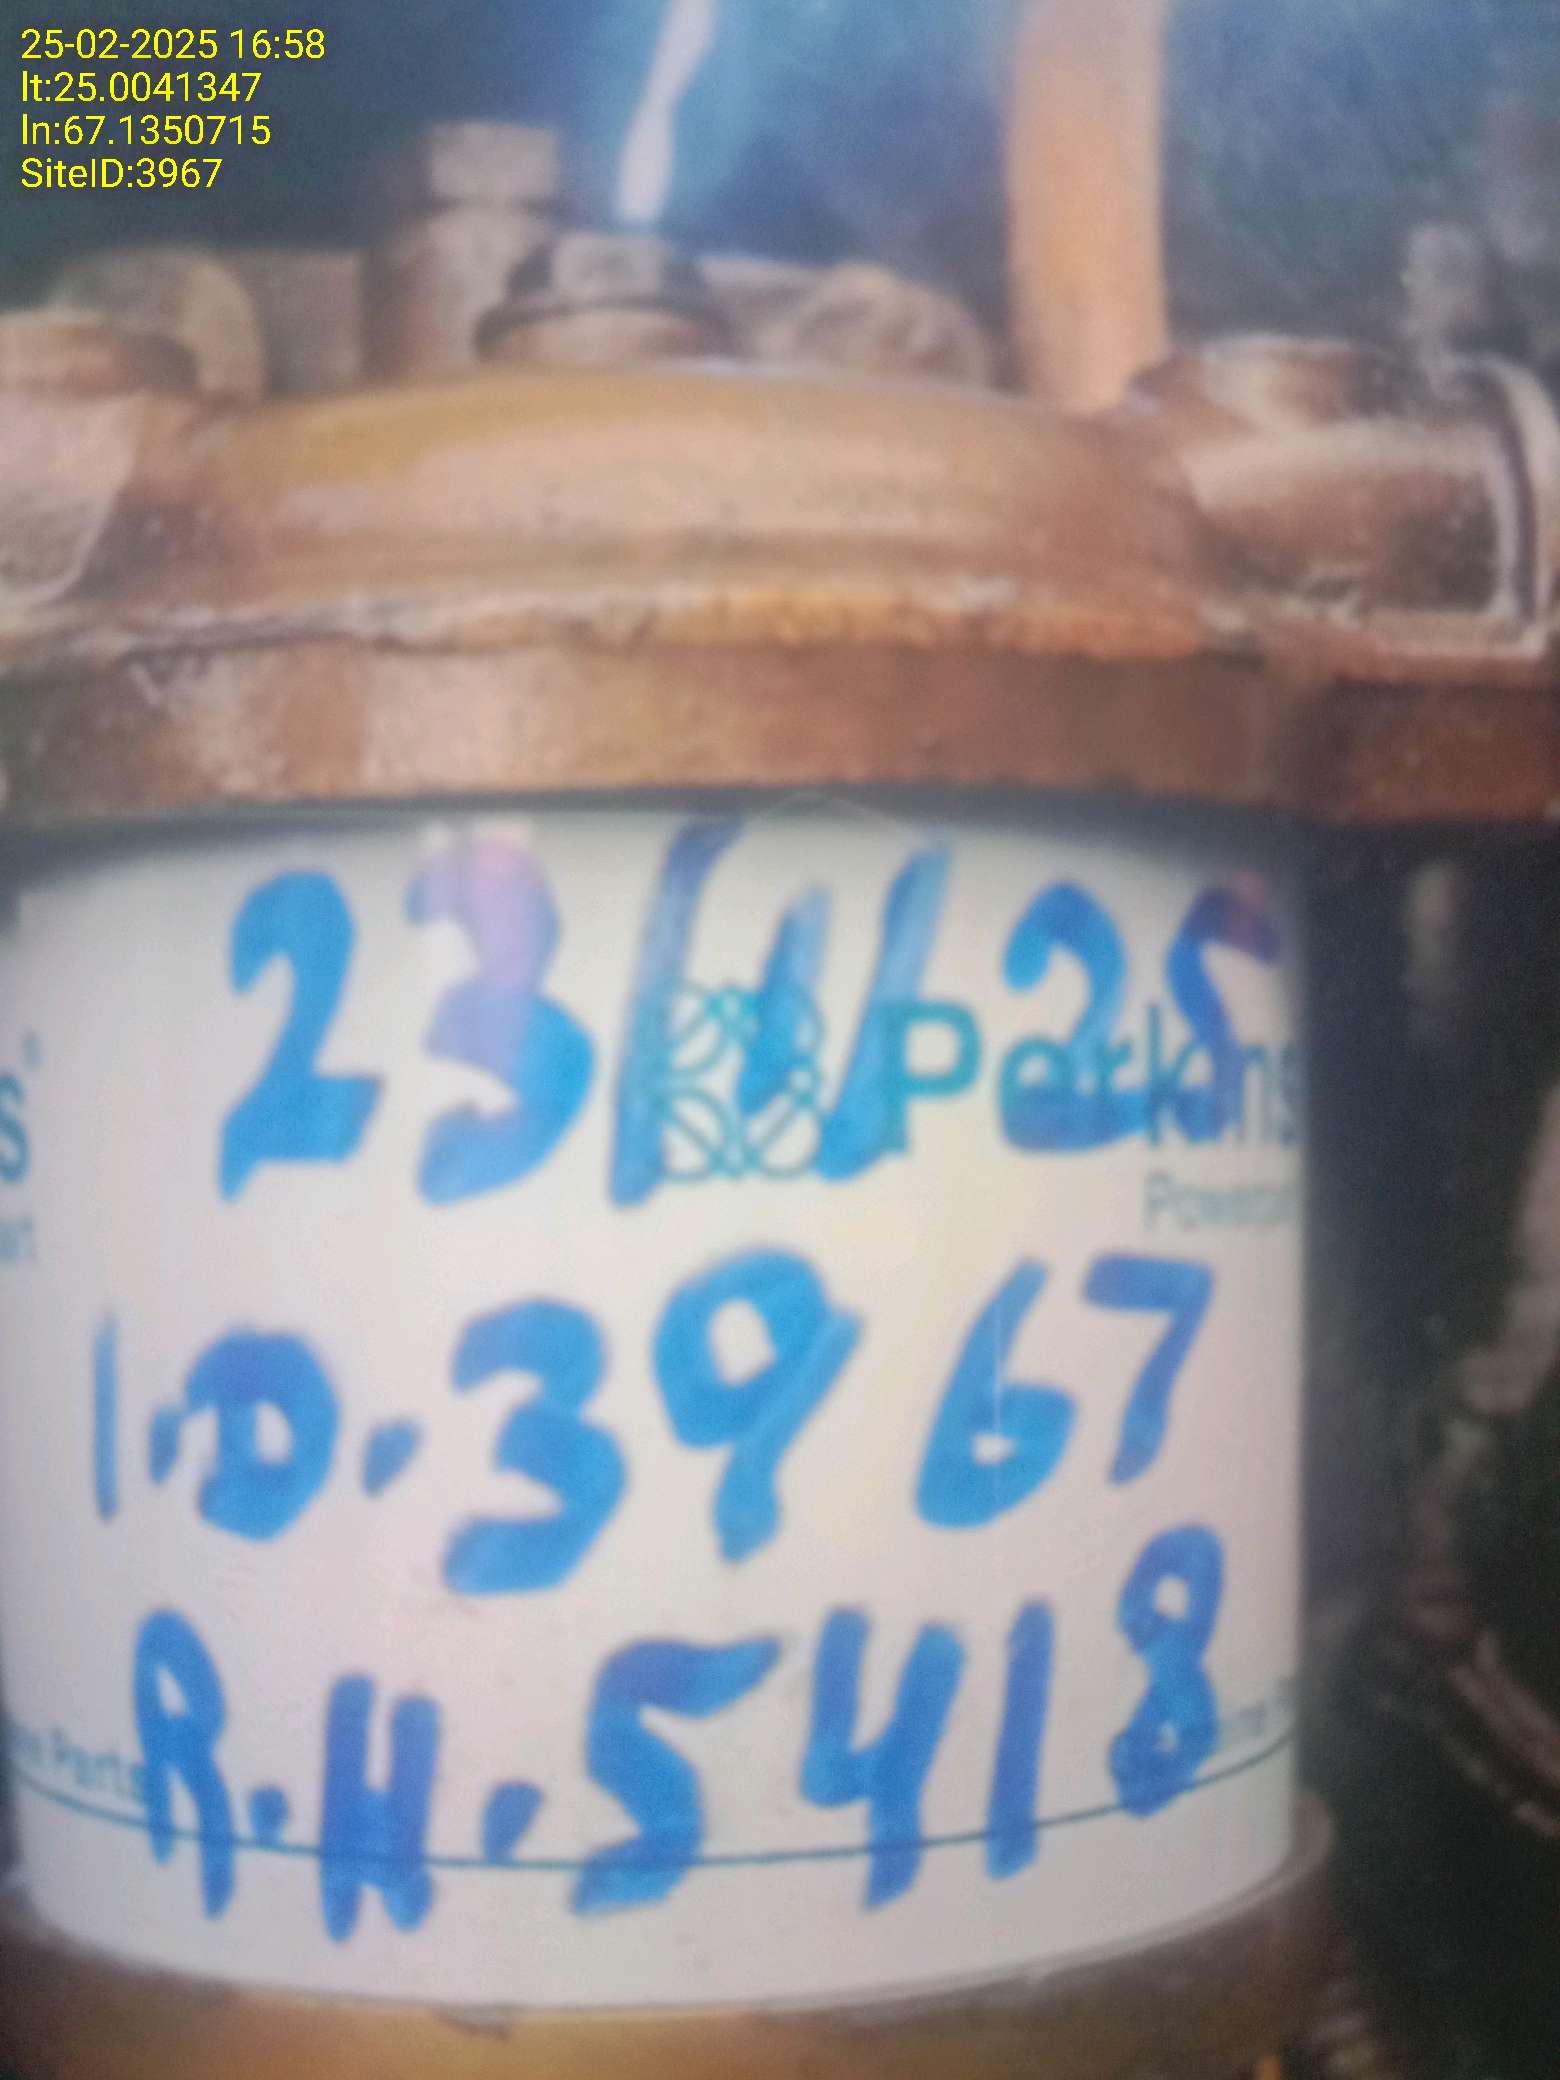 25-02-2025 16:58
lt:25.0041347
ln:67.1350715
SiteID:3967
23/1/25
Perkins
I.D.3967
R.H.5418
Parts